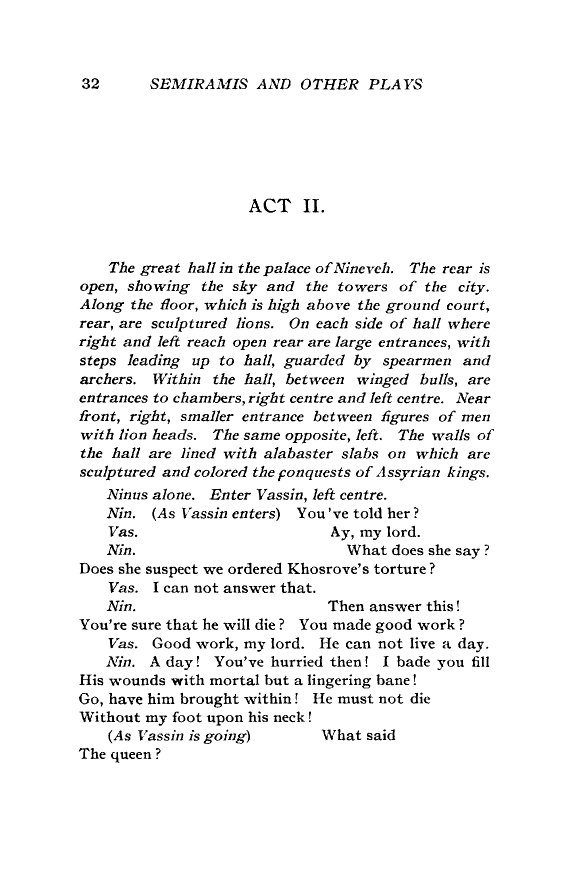 32 SEMIRAMIS AND OTHER PLAYS
ACT II.
The great hall in the palace of Nineveh. The rear is
open, showing the sky and the towers of the city.
Along the floor, which is high above the ground court,
rear, are sculptured lions. On each side of hall where
right and left reach open rear are large entrances, with
steps leading up to hall, guarded by spearmen and
archers. Within the hall, between winged bulls, are
entrances to chambers, right centre and left centre. Near
front, right, smaller entrance between figures of men
with lion heads. The same opposite, left. The walls of
the hall are lined with alabaster slabs on which are
sculptured and colored the ponquests of Assyrian kings.
Ninus alone. Enter Vassin, left centre.
Nin. (As Vassin enters) You've told her?
Vas. Ay, my lord.
Nin. What does she say?
Does she suspect we ordered Khosrove's torture?
Vas. I can not answer that.
Nin. Then answer this!
You're sure that he will die? You made good work?
Vas. Good work, my lord. He can not live a day.
Nin. A day! You've hurried then! I bade you fill
His wounds with mortal but a lingering bane!
Go, have him brought within! He must not die
Without my foot upon his neck!
(As Vassin is going) What said
The queen?